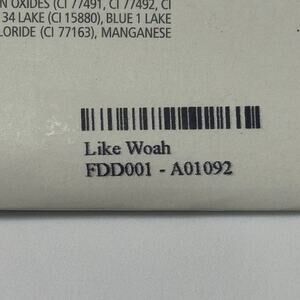 N OXIDES (CI 77491, CI 77492, CI
34 LAKE (CI 15880), BLUE 1 LAKE
LORIDE (CI 77163), MANGANESE
Like Woah
FDD001 - A01092